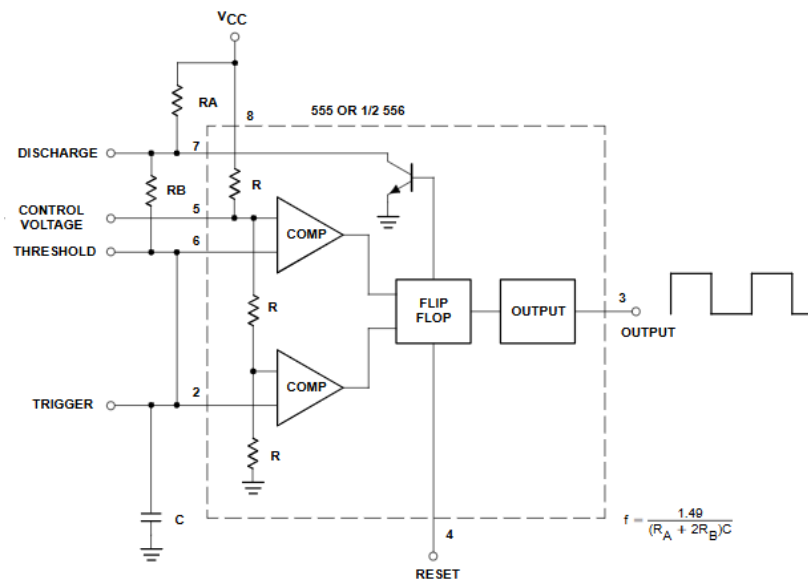 VCC
RA
8
555 OR 1/2 556
DISCHARGE
7
RB
R
CONTROL
VOLTAGE
5
COMP
THRESHOLD
6
R
FLIP
FLOP
OUTPUT
3
OUTPUT
COMP
TRIGGER
2
R
C
4
RESET
f = 1.49
(RA + 2RB)C